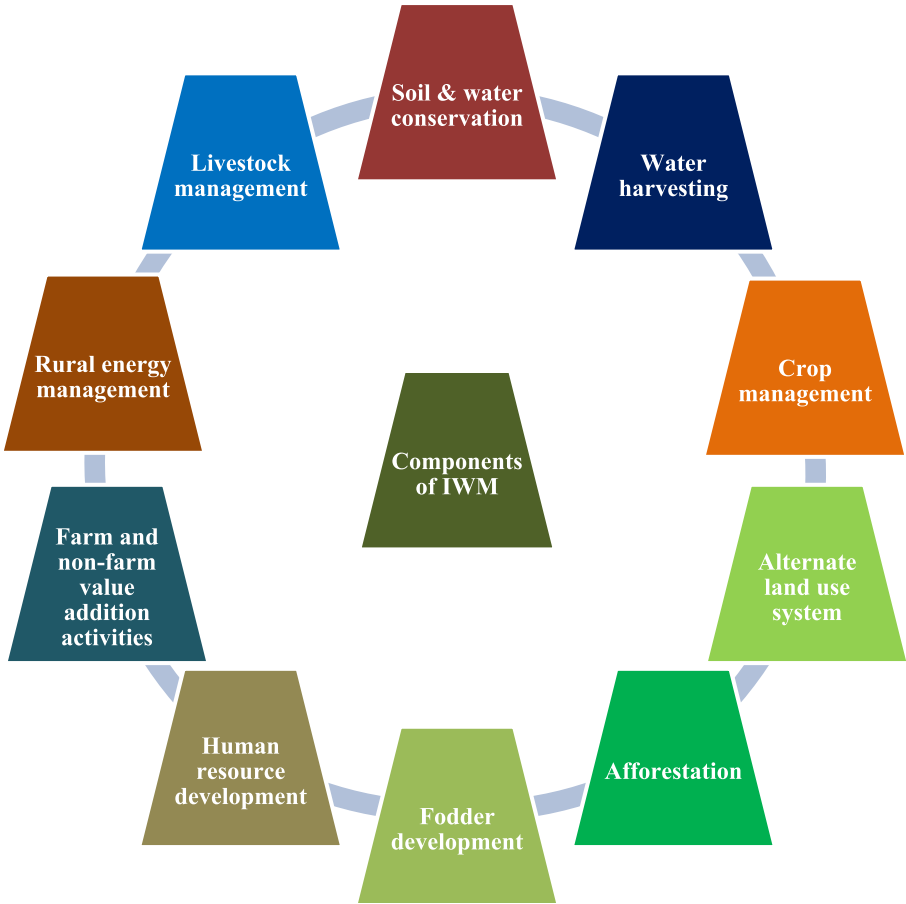 Soil & water
conservation
Water
harvesting
Crop
management
Alternate
land use
system
Afforestation
Fodder
development
Human
resource
development
Farm and
non-farm
value
addition
activities
Rural energy
management
Livestock
management
Components
of IWM